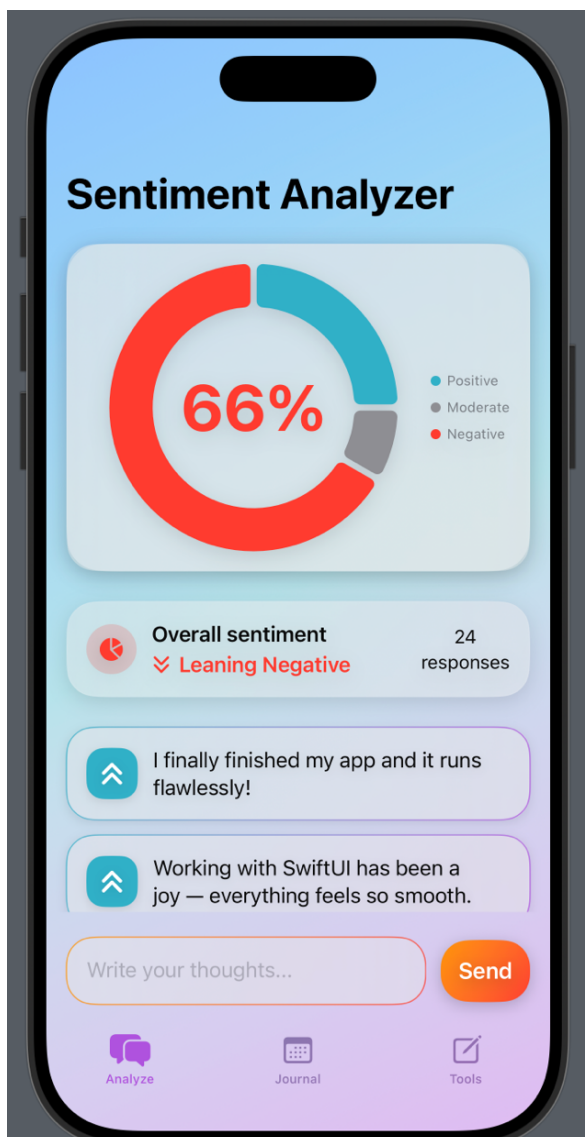 Sentiment Analyzer
66%
Positive
Moderate
Negative
Overall sentiment
Leaning Negative
24
responses
I finally finished my app and it runs
flawlessly!
Working with SwiftUI has been a
joy — everything feels so smooth.
Write your thoughts...
Send
Analyze
Journal
Tools